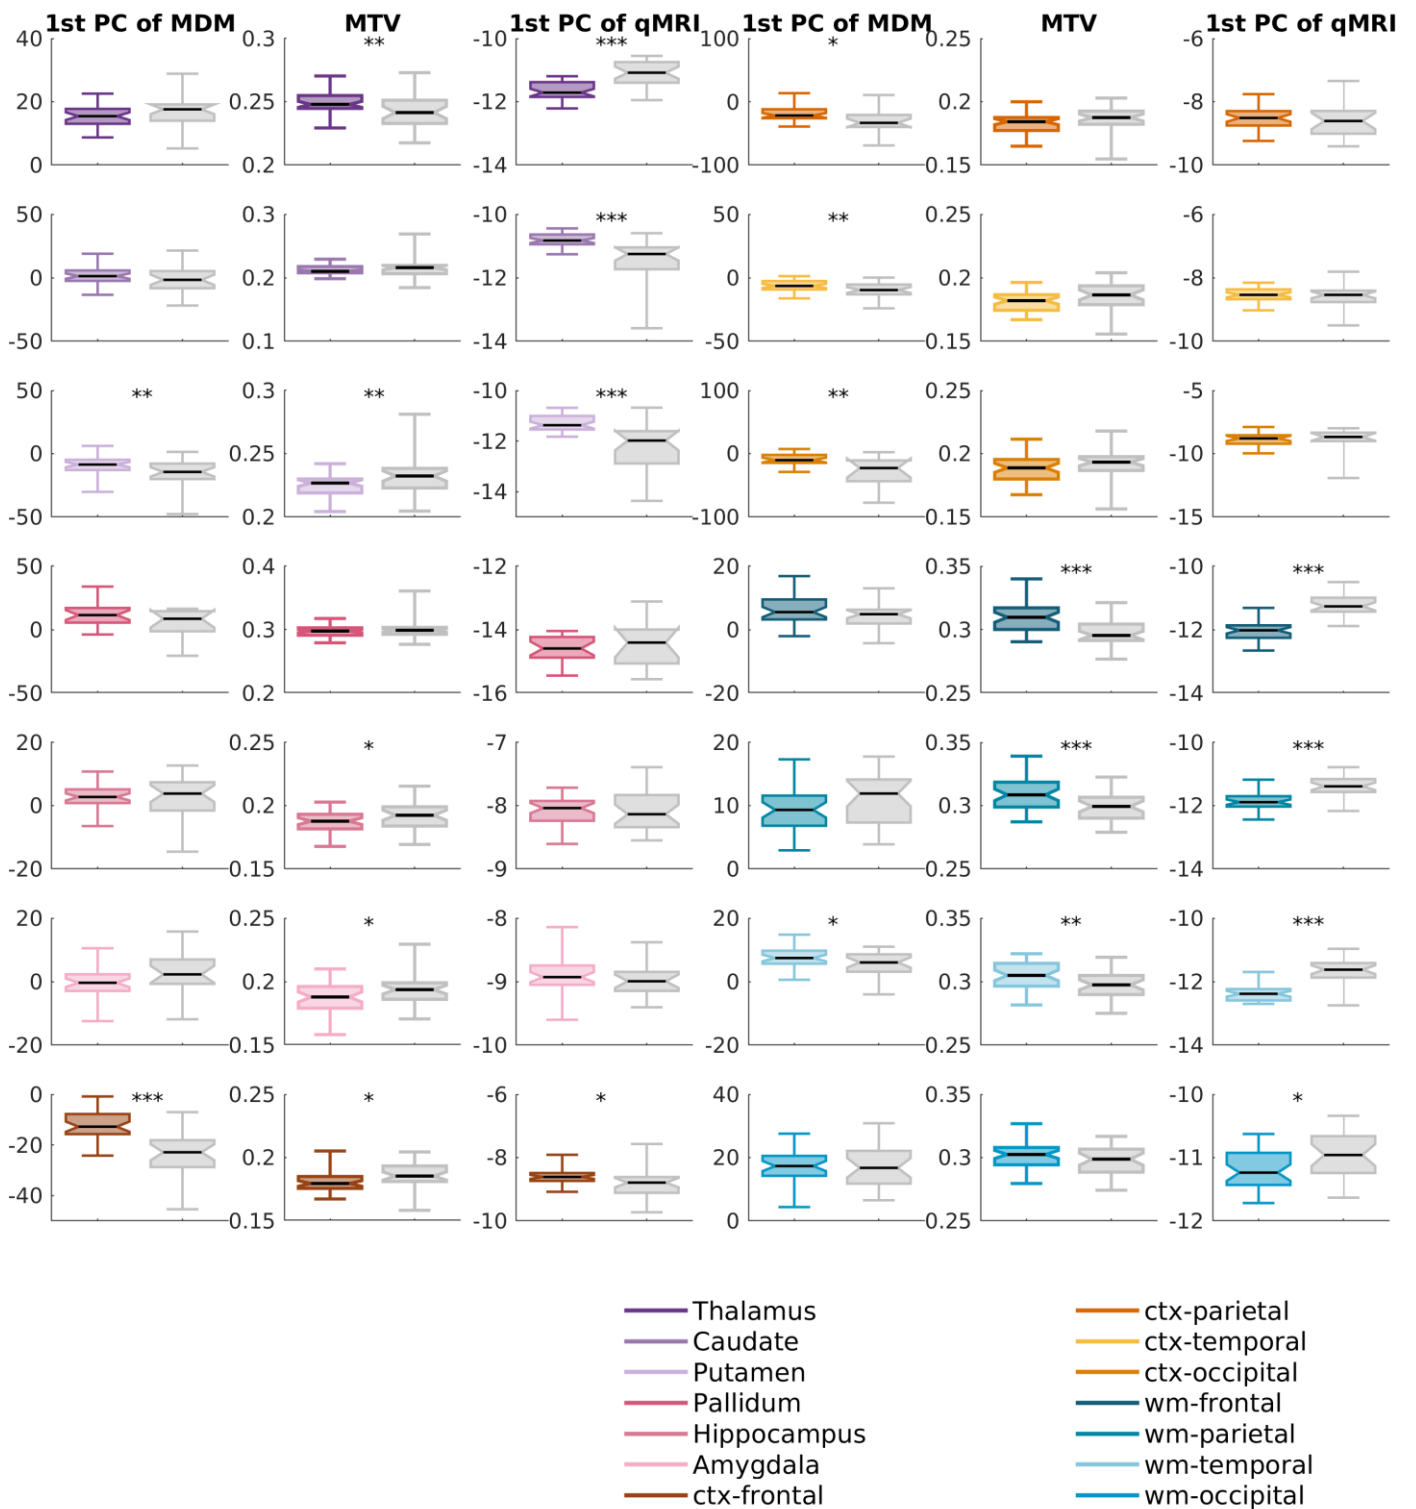 1st PC of MDM MTV 1st PC of qMRI 1st PC of MDM MTV 1st PC of qMRI
40 0.3 ** -10 *** 100 * 0.25 -6
20 0.25 -12 0 0.2 -8
0 0.2 -14 -100 0.15 -10
50 0.3 -10 *** 50 ** 0.25 -6
0 0.2 -12 0 0.2 -8
-50 0.1 -14 -50 0.15 -10
50 ** 0.3 ** -10 *** 100 ** 0.25 -5
0 0.25 -12 0 0.2 -10
-14
-50 0.2 -100 0.15 -15
50 0.4 -12 20 0.35 *** -10 ***
0 0.3 -14 0 0.3 -12
-50 0.2 -16 -20 0.25 -14
20 0.25 * -7 20 0.35 *** -10 ***
0 0.2 -8 10 0.3 -12
-20 0.15 -9 0 0.25 -14
20 0.25 * -8 20 * 0.35 ** -10 ***
0 0.2 -9 0 0.3 -12
-20 0.15 -10 -20 0.25 -14
0 *** 0.25 * -6 * 40 0.35 -10 *
-20 0.2 -8 20 0.3 -11
-40
0.15 -10 0 0.25 -12
Thalamus ctx-parietal
Caudate ctx-temporal
Putamen ctx-occipital
Pallidum wm-frontal
Hippocampus wm-parietal
Amygdala wm-temporal
ctx-frontal wm-occipital